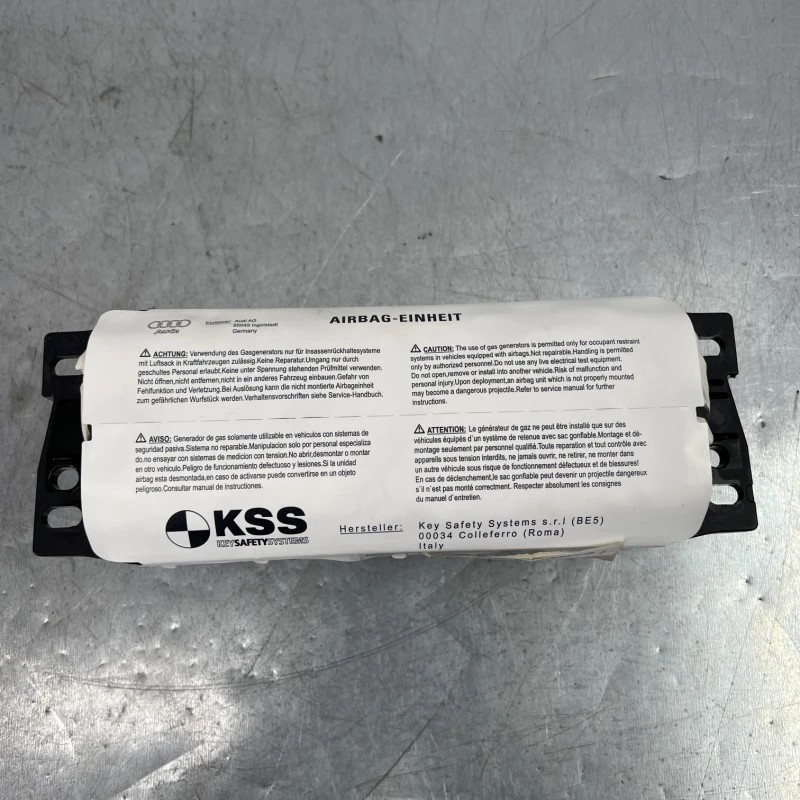 Audi AG
85045 Ingolstadt
Germany
AIRBAG-EINHEIT
Audi
ACHTUNG: Verwendung des Gasgenerators nur für Insassenrückhaltesysteme
mit Luftsack in Kraftfahrzeugen zulässig.Keine Reparatur.Umgang nur durch
geschultes Personal erlaubt.Keine unter Spannung stehenden Prüfmittel verwenden.
Nicht öffnen,nicht entfernen,nicht in ein anderes Fahrzeug einbauen.Gefahr von
Fehlfunktion und Verletzung.Bei Auslösung kann die nicht montierte Airbageinheit
zum gefährlichen Wurfstück werden.Verhaltensvorschriften siehe Service-Handbuch.
CAUTION: The use of gas generators is permitted only for occupant restraint
systems in vehicles equipped with airbags.Not repairable.Handling is permitted
only by authorized personnel.Do not use any live electrical test equipment.
Do not open,remove or install into another vehicle.Risk of malfunction and
personal injury.Upon deployment,an airbag unit which is not properly mounted
may become a dangerous projectile.Refer to service manual for further
instructions.
AVISO: Generador de gas solamente utilizable en vehiculos con sistemas de
seguridad pasiva.Sistema no reparable.Manipulacion solo por personal especializa
do.no ensayar con sistemas de medicion con tension.No abrir,desmontar o montar
en otro vehiculo.Peligro de funcionamiento defectuoso y lesiones.Si la unidad
airbag esta desmontada,en caso de activarse puede convertirse en un objeto
peligroso.Consultar manual de instrucciones.
ATTENTION: Le générateur de gaz ne peut être installé que sur des
véhicules équipés d'un système de retenue avec sac gonflable.Montage et dé-
montage seulement par personnel qualifié. Toute réparation et tout contrôle avec
appareils sous tension interdits, ne jamais ouvrir, ne retirer, ne monter dans
un autre véhicule sous risque de fonctionnement défectueux et de blessures!
En cas de déclenchement,le sac gonflable peut devenir un projectile dangereux
s'il n'est pas monté correctement. Respecter absolument les consignes
du manuel d'entretien.
KSS
KEYSAFETYSYSTEMS
Hersteller: Key Safety Systems s.r.l (BE5)
00034 Colleferro (Roma)
Italy